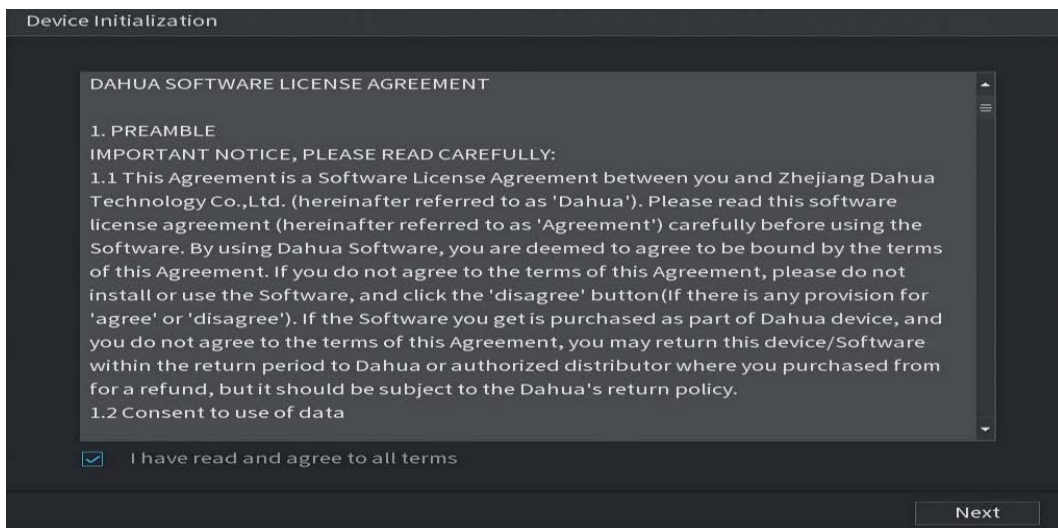 Device Initialization
DAHUA SOFTWARE LICENSE AGREEMENT
1. PREAMBLE
IMPORTANT NOTICE, PLEASE READ CAREFULLY:
1.1 This Agreement is a Software License Agreement between you and Zhejiang Dahua
Technology Co.,Ltd. (hereinafter referred to as 'Dahua'). Please read this software
license agreement (hereinafter referred to as 'Agreement') carefully before using the
Software. By using Dahua Software, you are deemed to agree to be bound by the terms
of this Agreement. If you do not agree to the terms of this Agreement, please do not
install or use the Software, and click the 'disagree' button(If there is any provision for
'agree' or 'disagree'). If the Software you get is purchased as part of Dahua device, and
you do not agree to the terms of this Agreement, you may return this device/Software
within the return period to Dahua or authorized distributor where you purchased from
for a refund, but it should be subject to the Dahua's return policy.
1.2 Consent to use of data
I have read and agree to all terms
Next